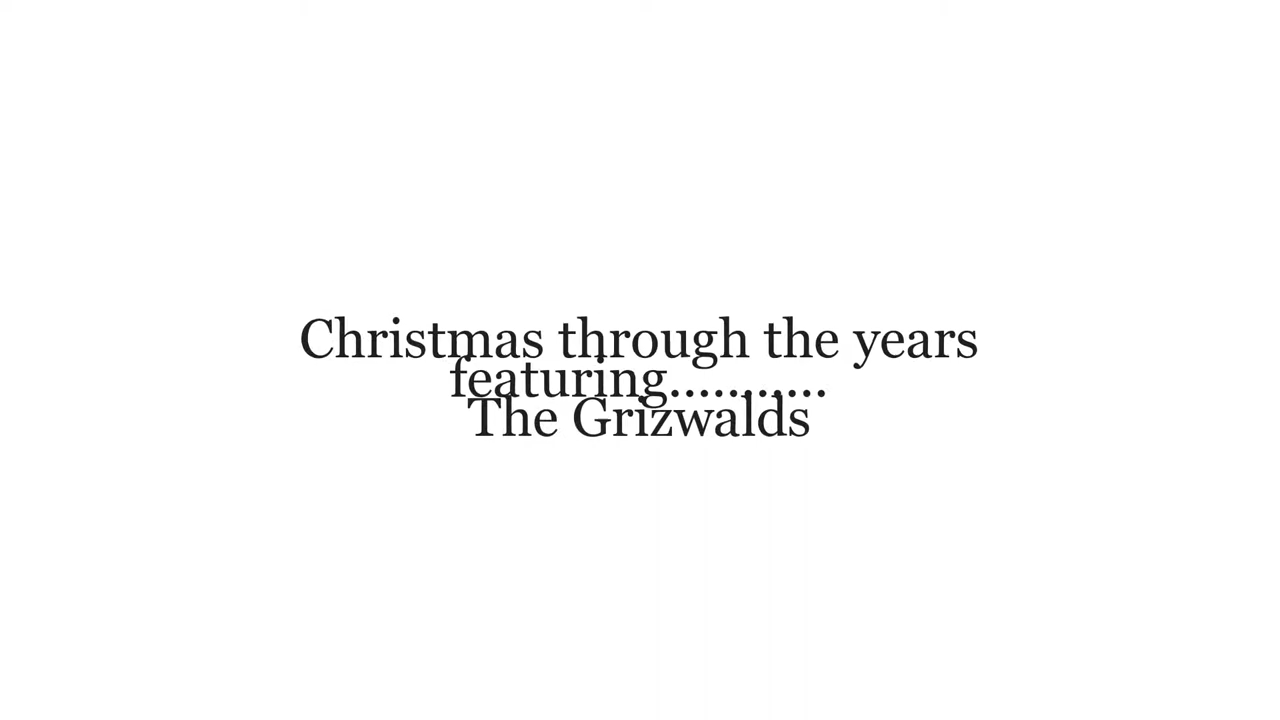 Christmas through the years
featuring...........
The Grizwalds